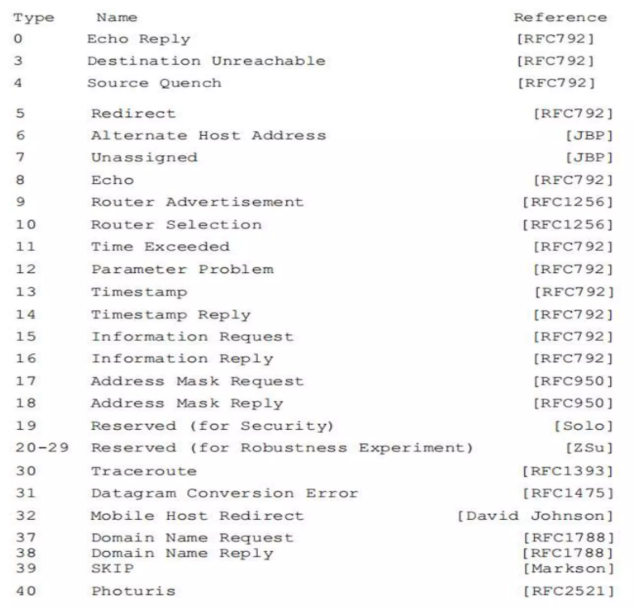 Type Name Reference
0 Echo Reply [RFC792]
3 Destination Unreachable [RFC792]
4 Source Quench [RFC792]
5 Redirect [RFC792]
6 Alternate Host Address [JBP]
7 Unassigned [JBP]
8 Echo [RFC792]
9 Router Advertisement [RFC1256]
10 Router Selection [RFC1256]
11 Time Exceeded [RFC792]
12 Parameter Problem [RFC792]
13 Timestamp [RFC792]
14 Timestamp Reply [RFC792]
15 Information Request [RFC792]
16 Information Reply [RFC792]
17 Address Mask Request [RFC950]
18 Address Mask Reply [RFC950]
19 Reserved (for Security) [Solo]
20-29 Reserved (for Robustness Experiment) [ZSu]
30 Traceroute [RFC1393]
31 Datagram Conversion Error [RFC1475]
32 Mobile Host Redirect [David Johnson]
37 Domain Name Request [RFC1788]
38 Domain Name Reply [RFC1788]
39 SKIP [Markson]
40 Photuris [RFC2521]